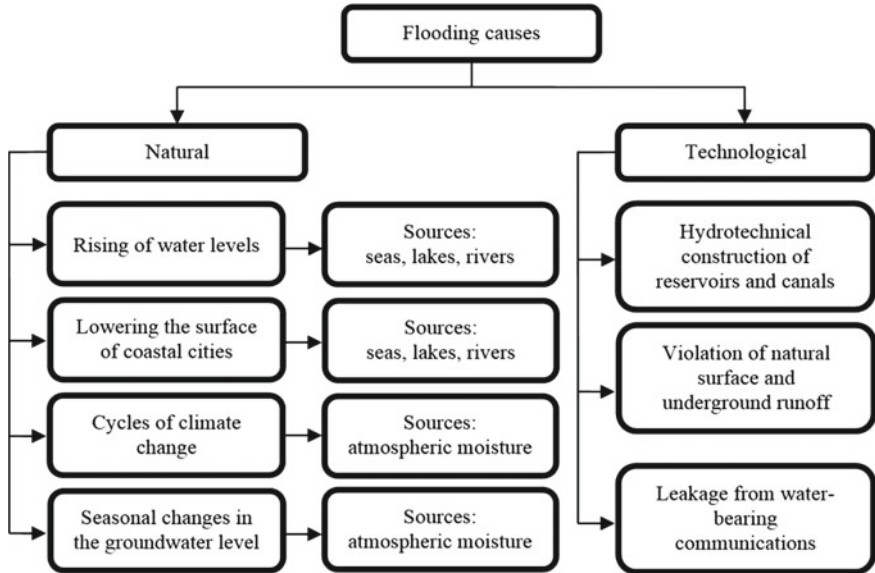 Flooding causes
Natural
Technological
Rising of water levels
Sources:
seas, lakes, rivers
Hydrotechnical
construction of
reservoirs and canals
Lowering the surface
of coastal cities
Sources:
seas, lakes, rivers
Violation of natural
surface and
underground runoff
Cycles of climate
change
Sources:
atmospheric moisture
Seasonal changes in
the groundwater level
Sources:
atmospheric moisture
Leakage from water-
bearing
communications